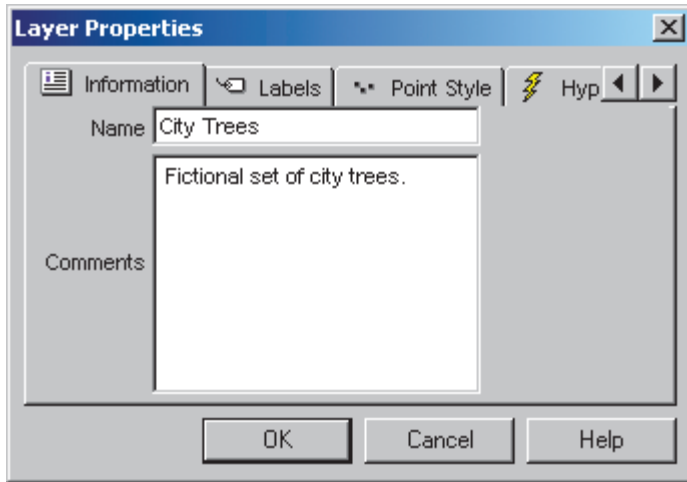 Layer Properties
Information Labels Point Style Hyp
Name City Trees
Fictional set of city trees.
Comments
OK Cancel Help